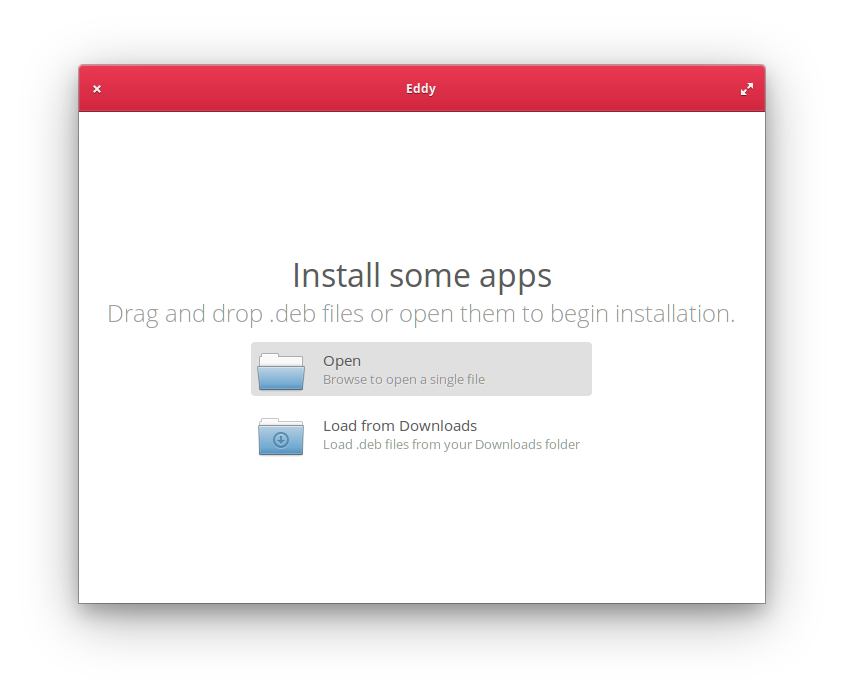 Eddy
Install some apps
Drag and drop .deb files or open them to begin installation.
Open
Browse to open a single file
Load from Downloads
Load .deb files from your Downloads folder